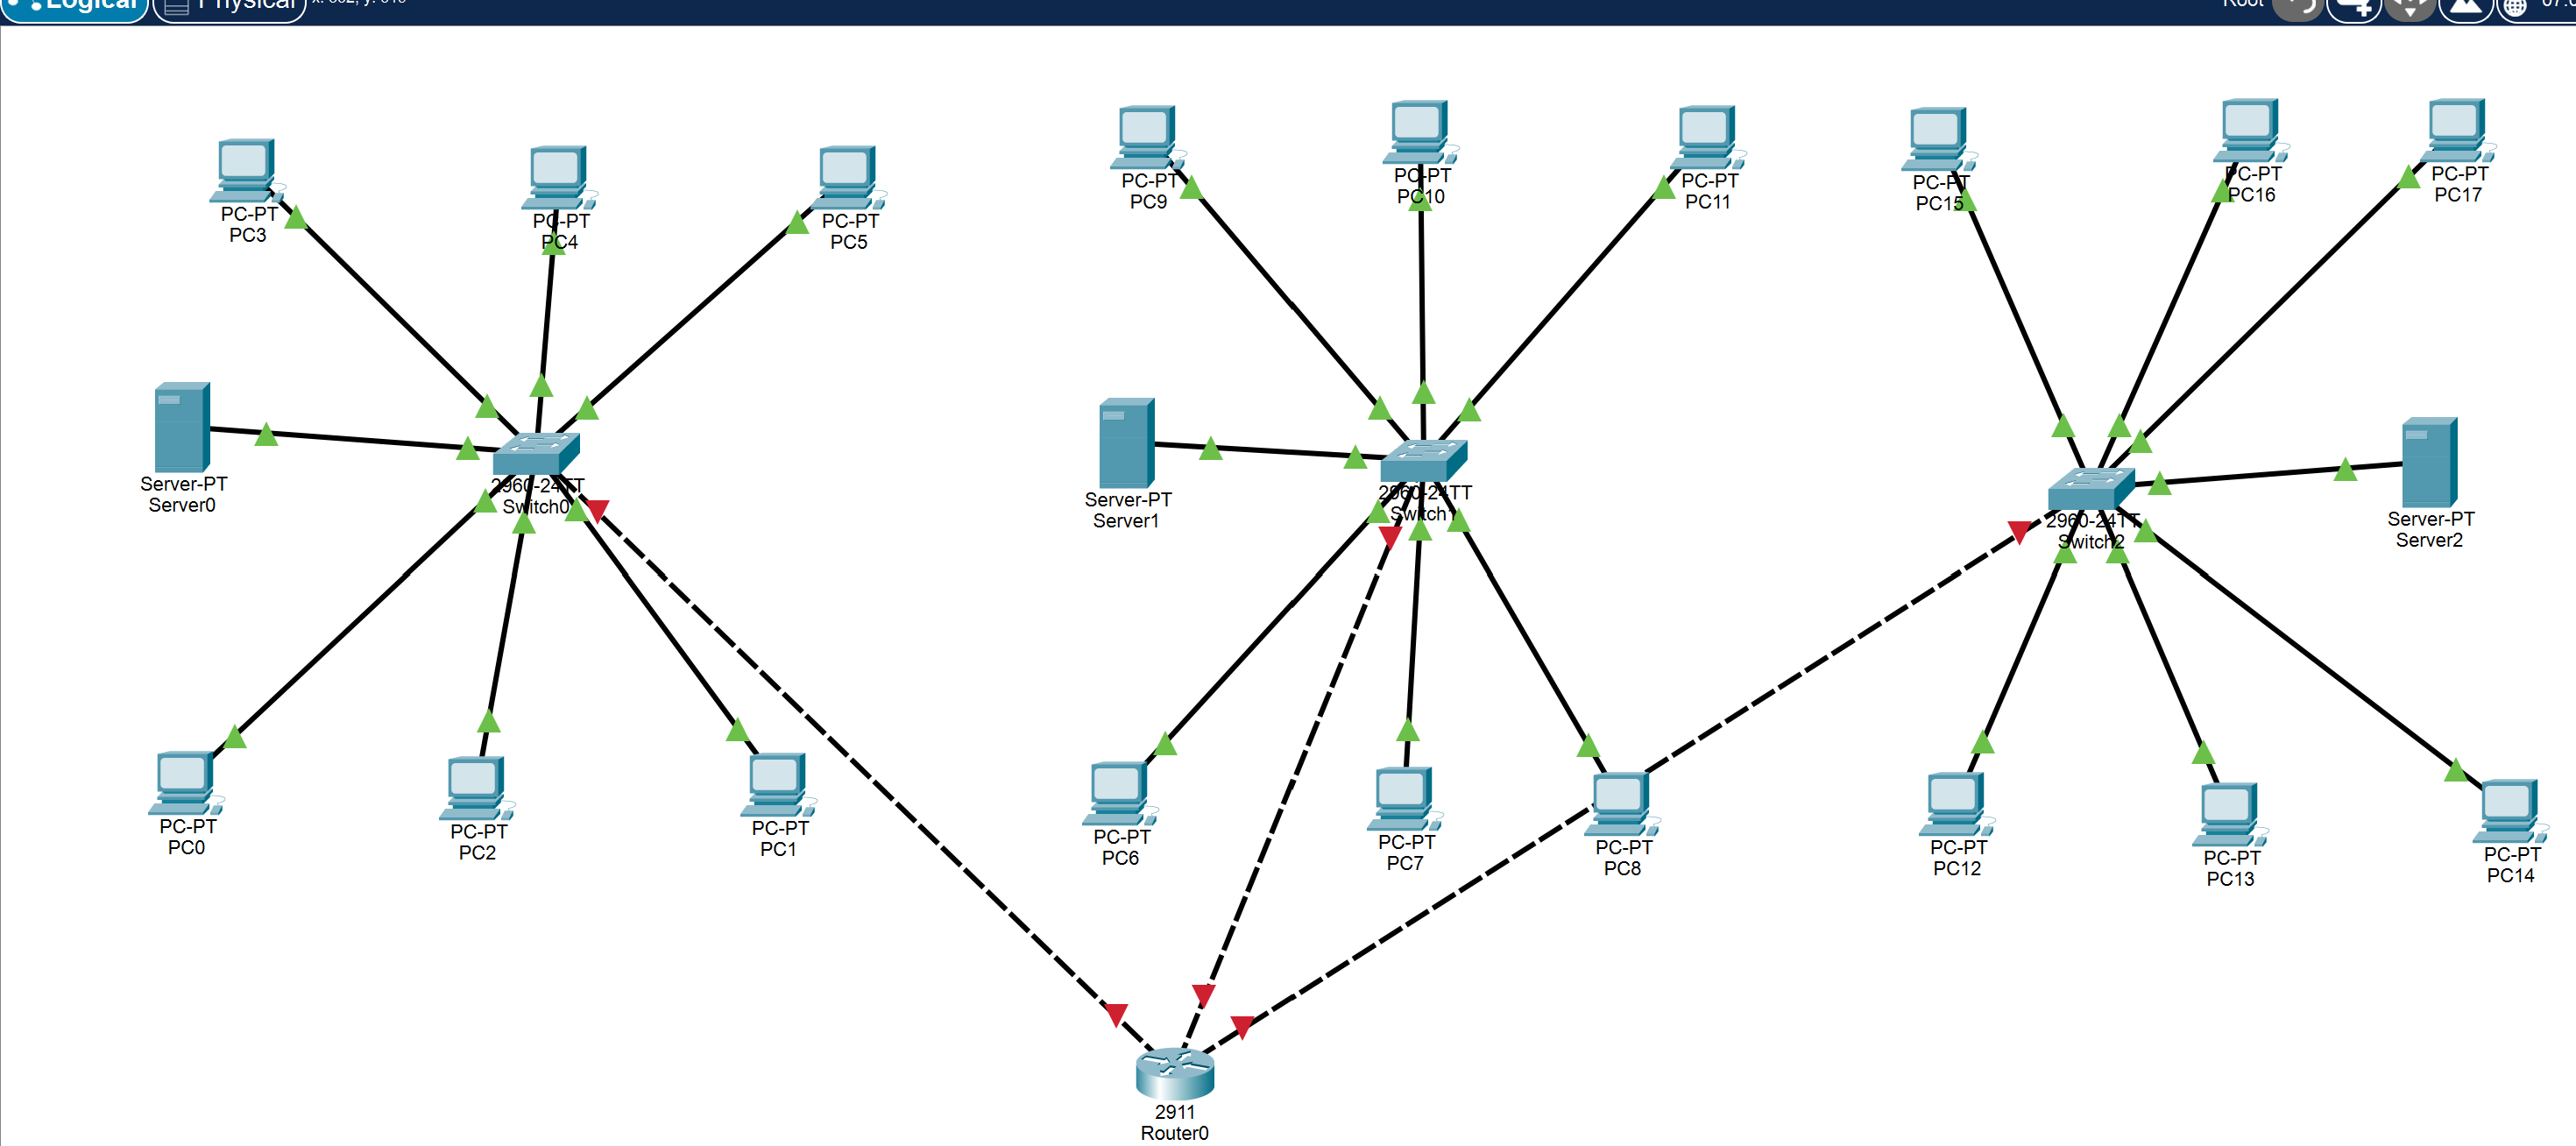 Logical
Physical
Root
PC-PT
PC3
PC-PT
PC4
PC-PT
PC5
PC-PT
PC9
PC-PT
PC10
PC-PT
PC11
PC-PT
PC15
PC-PT
PC16
PC-PT
PC17
Server-PT
Server0
2960-24TT
Switch0
Server-PT
Server1
2960-24TT
Switch1
2960-24TT
Switch2
Server-PT
Server2
PC-PT
PC0
PC-PT
PC2
PC-PT
PC1
PC-PT
PC6
PC-PT
PC7
PC-PT
PC8
PC-PT
PC12
PC-PT
PC13
PC-PT
PC14
2911
Router0